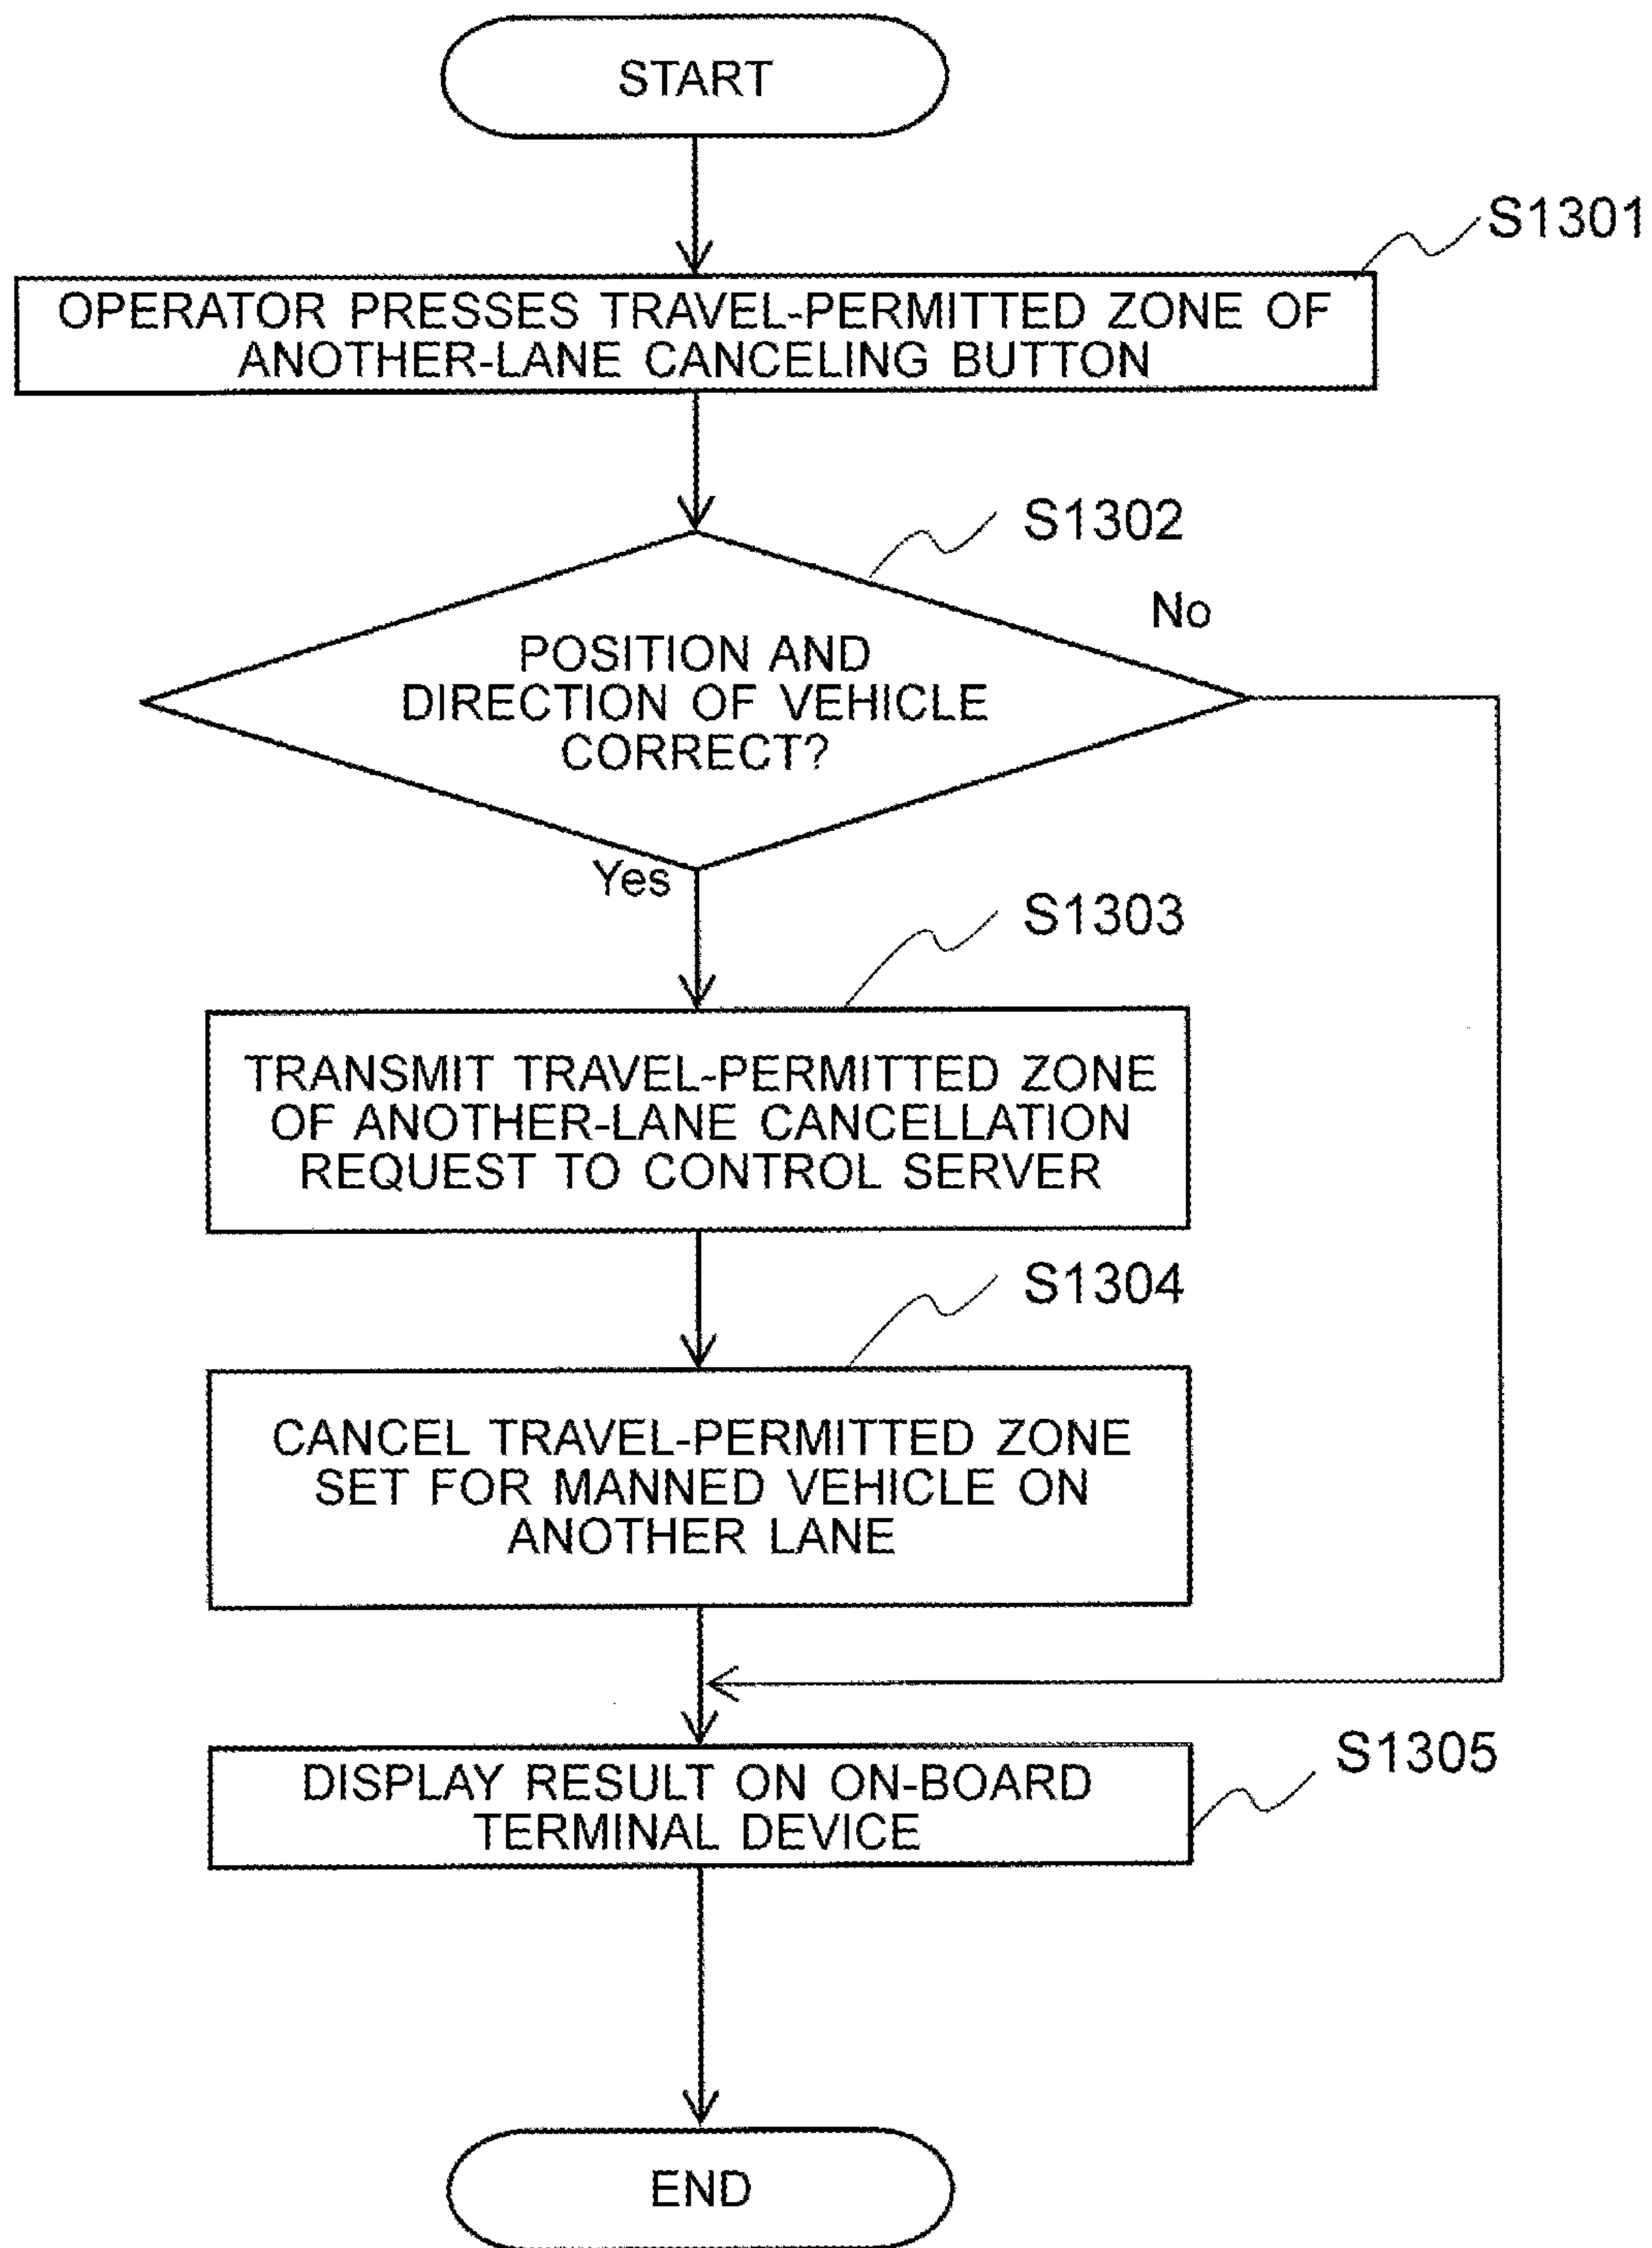 START
S1301
OPERATOR PRESSES TRAVEL-PERMITTED ZONE OF
ANOTHER-LANE CANCELING BUTTON
S1302
No
POSITION AND
DIRECTION OF VEHICLE
CORRECT?
Yes
S1303
TRANSMIT TRAVEL-PERMITTED ZONE
OF ANOTHER-LANE CANCELLATION
REQUEST TO CONTROL SERVER
S1304
CANCEL TRAVEL-PERMITTED ZONE
SET FOR MANNED VEHICLE ON
ANOTHER LANE
S1305
DISPLAY RESULT ON ON-BOARD
TERMINAL DEVICE
END